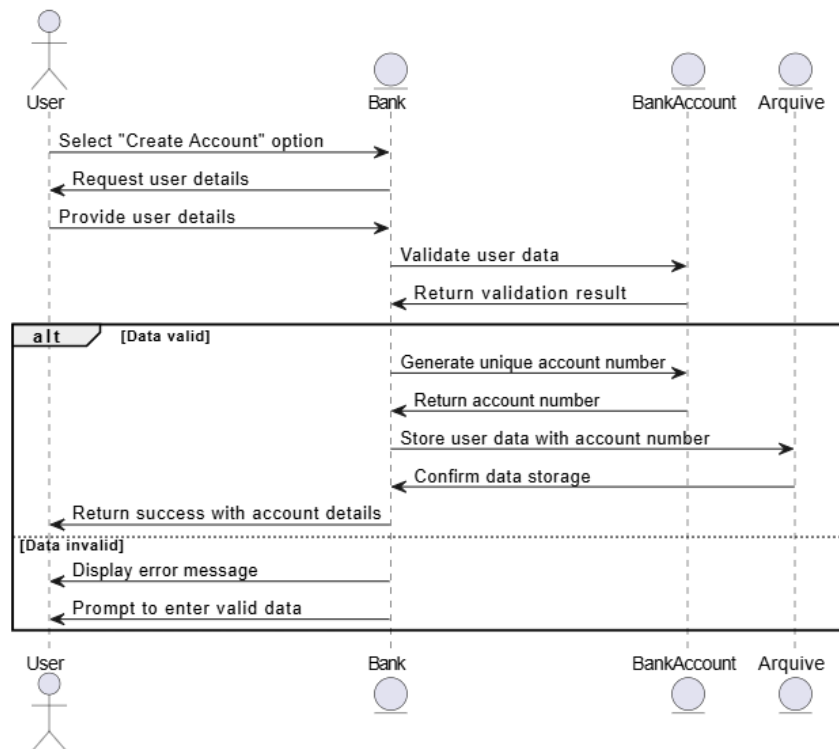 User Bank BankAccount Arquive
Select "Create Account" option
Request user details
Provide user details
Validate user data
Return validation result
alt [Data valid]
Generate unique account number
Return account number
Store user data with account number
Confirm data storage
Return success with account details
[Data invalid]
Display error message
Prompt to enter valid data
User Bank BankAccount Arquive